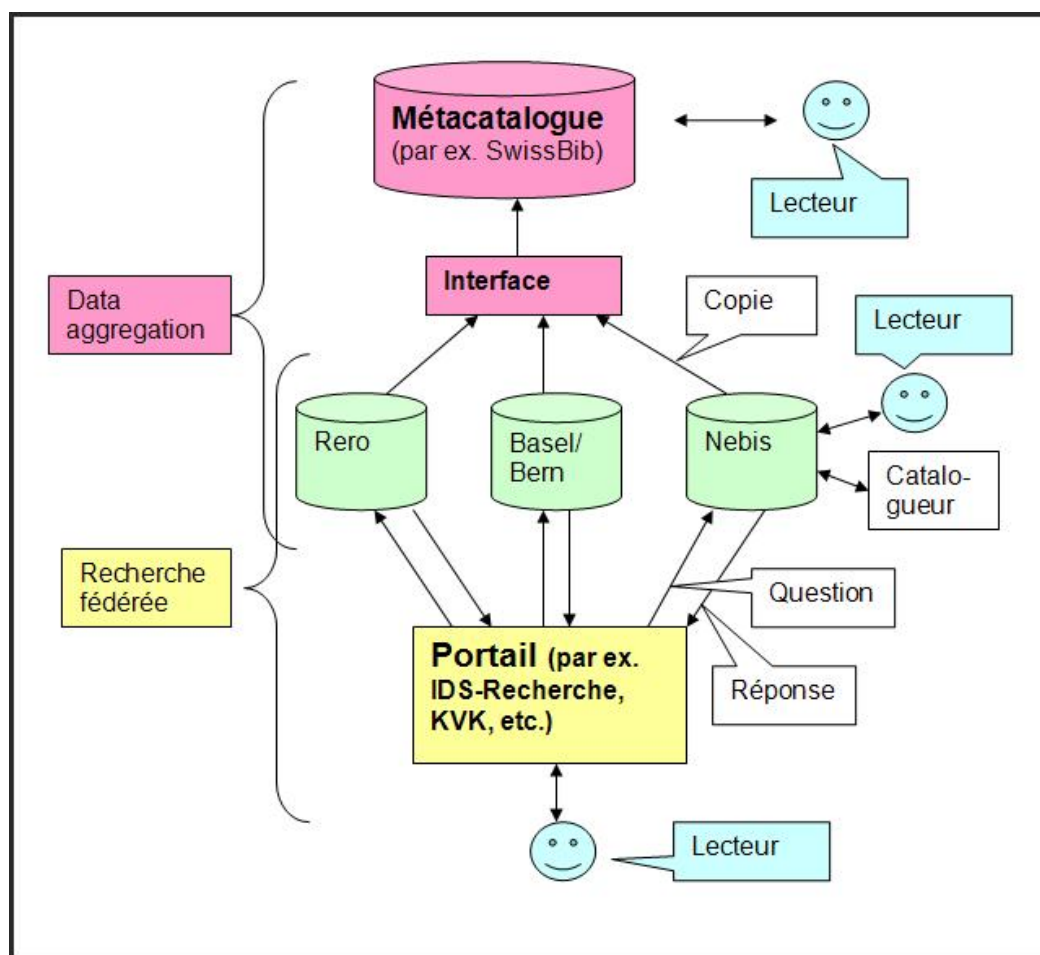 Métacatalogue
(par ex. SwissBib)
Lecteur
Interface
Data
aggregation
Copie
Lecteur
Rero
Basel/
Bern
Nebis
Catalo-
gueur
Recherche
fédérée
Question
Portail (par ex.
IDS-Recherche,
KVK, etc.)
Réponse
Lecteur